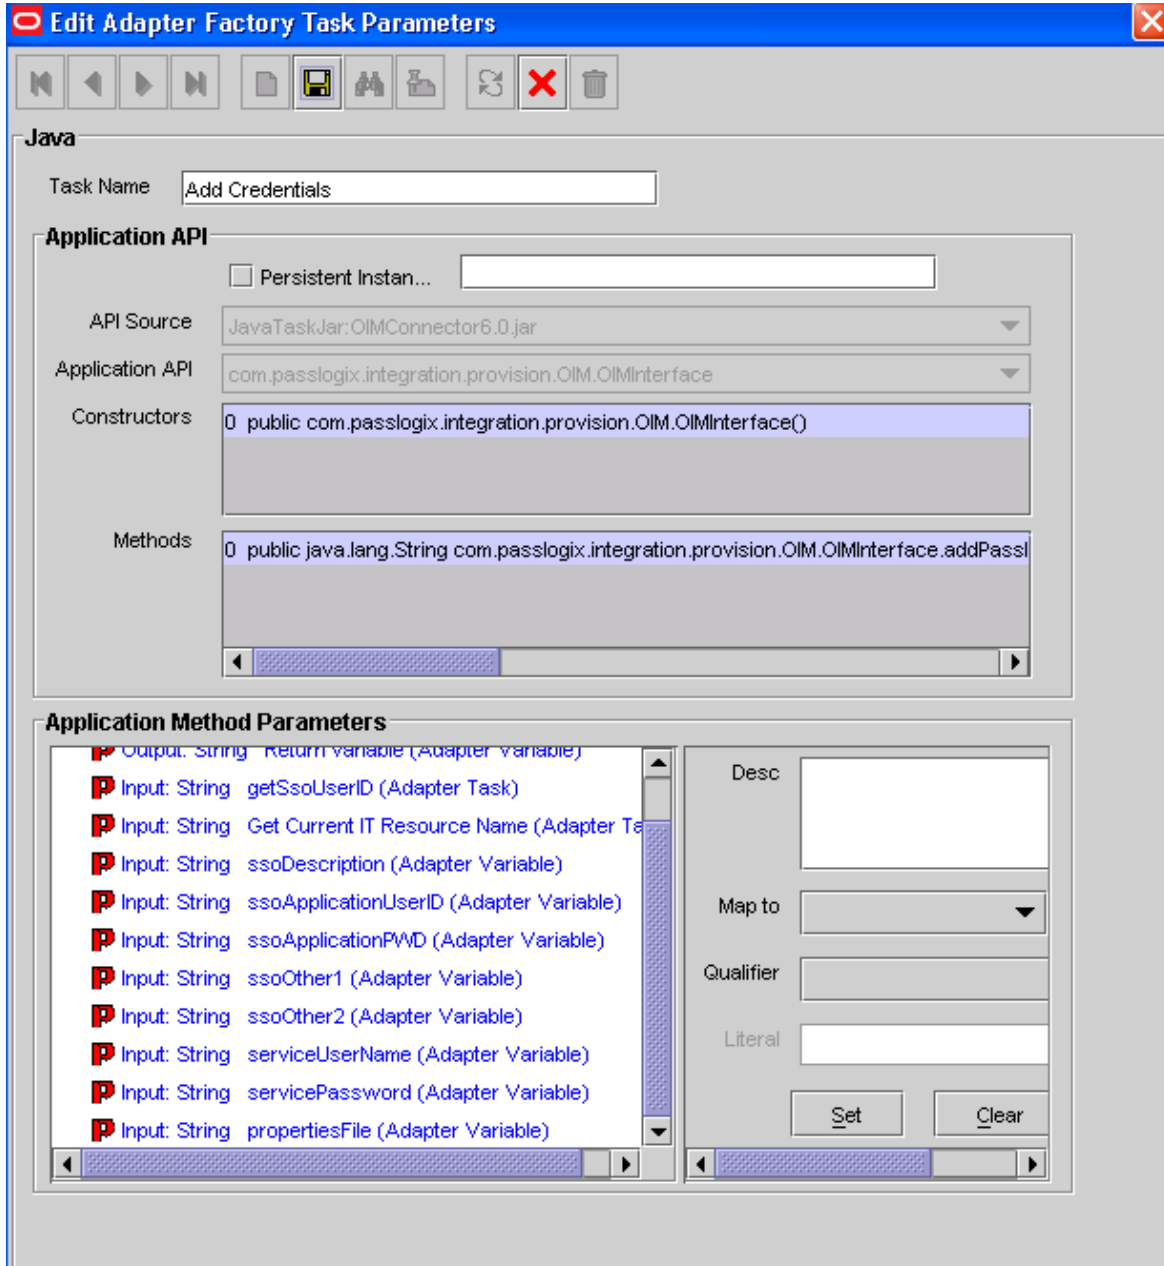 Edit Adapter Factory Task Parameters
Java
Task Name Add Credentials
Application API
Persistent Instan...
API Source JavaTaskJar:OIMConnector6.0.jar
Application API com.passlogix.integration.provision.OIM.OIMInterface
Constructors 0 public com.passlogix.integration.provision.OIM.OIMInterface()
Methods 0 public java.lang.String com.passlogix.integration.provision.OIM.OIMInterface.addPassl
Application Method Parameters
Output: String Return variable (Adapter Variable)
Input: String getSsoUserID (Adapter Task)
Input: String Get Current IT Resource Name (Adapter Ta
Input: String ssoDescription (Adapter Variable)
Input: String ssoApplicationUserID (Adapter Variable)
Input: String ssoApplicationPWD (Adapter Variable)
Input: String ssoOther1 (Adapter Variable)
Input: String ssoOther2 (Adapter Variable)
Input: String serviceUserName (Adapter Variable)
Input: String servicePassword (Adapter Variable)
Input: String propertiesFile (Adapter Variable)
Desc
Map to
Qualifier
Literal
Set Clear